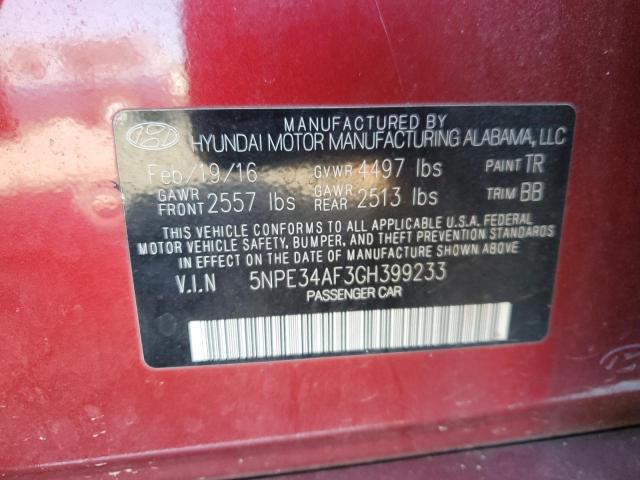 MANUFACTURED BY
HYUNDAI MOTOR MANUFACTURING ALABAMA, LLC
Feb/19/16 GVWR 4497 lbs PAINT TR
GAWR FRONT 2557 lbs GAWR REAR 2513 lbs TRIM BB
THIS VEHICLE CONFORMS TO ALL APPLICABLE U.S.A. FEDERAL
MOTOR VEHICLE SAFETY, BUMPER, AND THEFT PREVENTION STANDARDS
IN EFFECT ON THE DATE OF MANUFACTURE SHOWN ABOVE.
V.I.N 5NPE34AF3GH399233
PASSENGER CAR